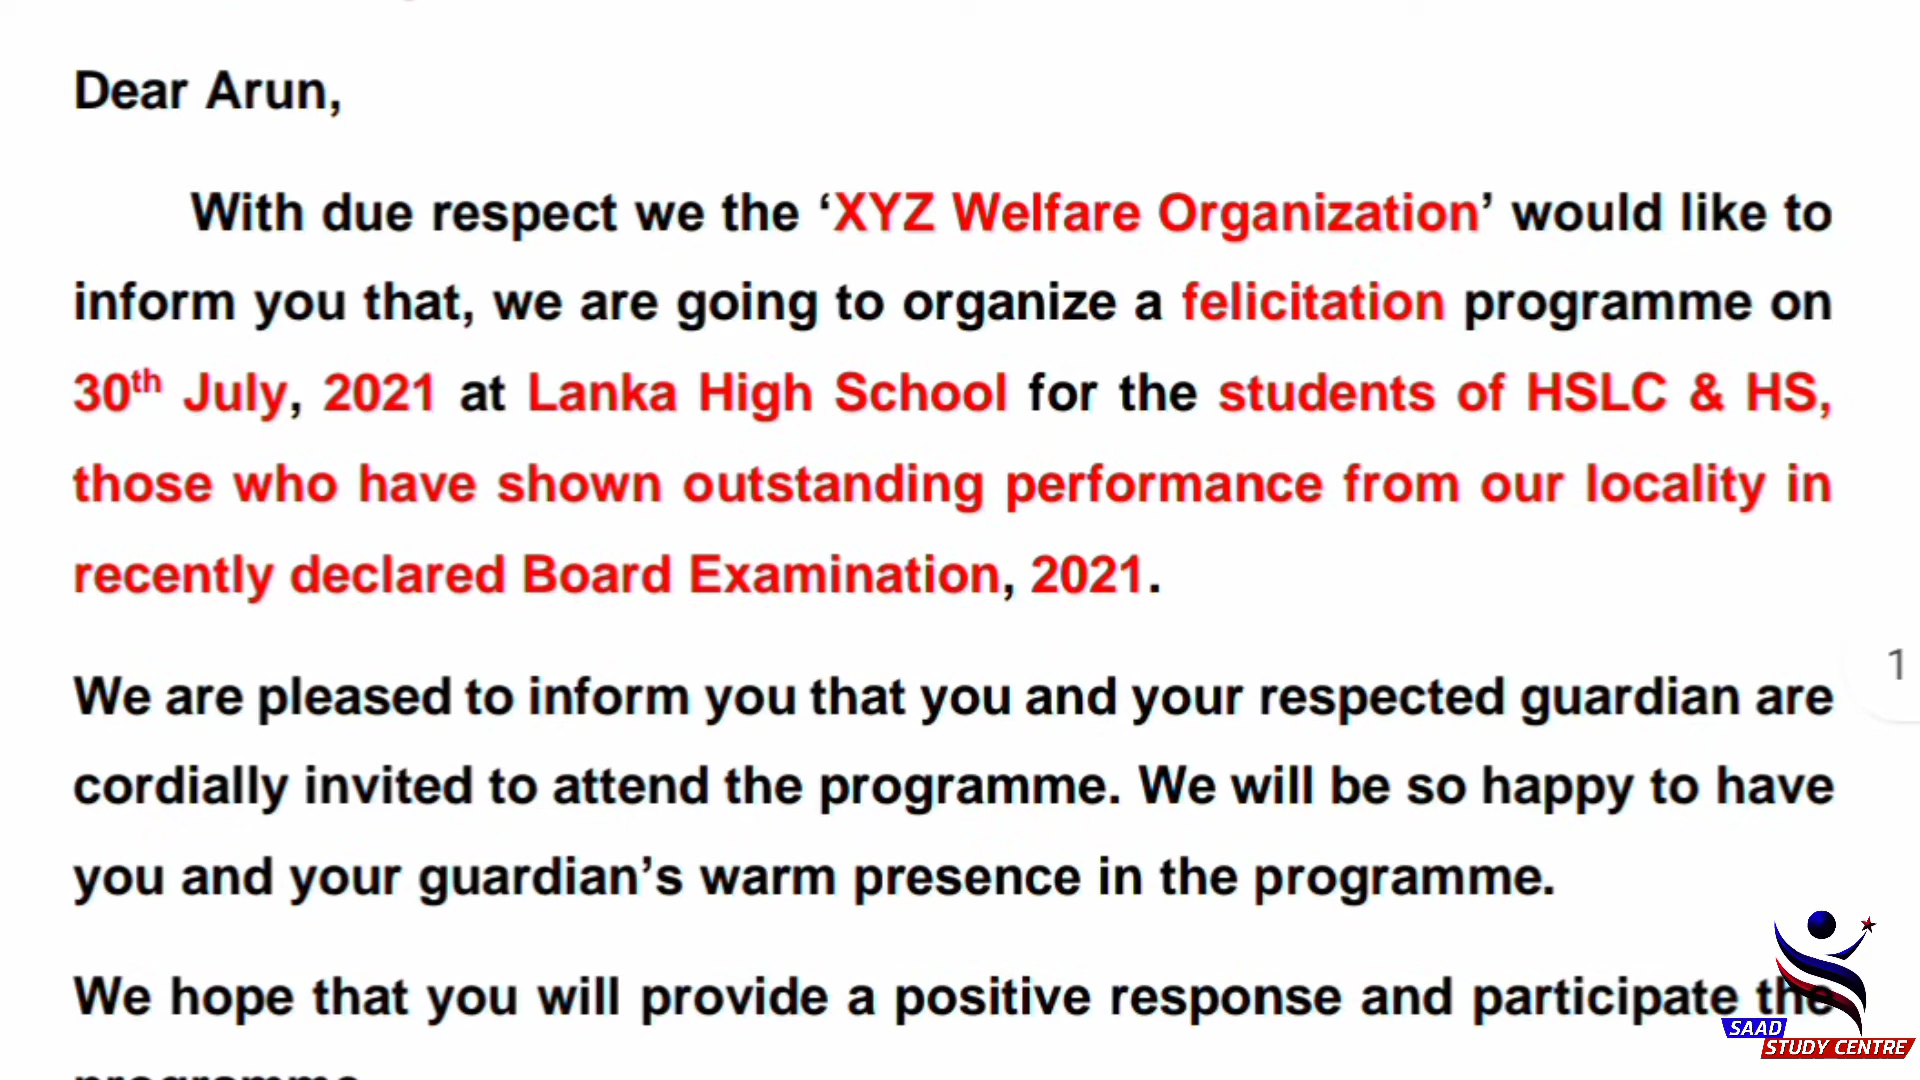 Dear Arun,
With due respect we the ‘XYZ Welfare Organization’ would like to
inform you that, we are going to organize a felicitation programme on
30th July, 2021 at Lanka High School for the students of HSLC & HS,
those who have shown outstanding performance from our locality in
recently declared Board Examination, 2021.
We are pleased to inform you that you and your respected guardian are
1
cordially invited to attend the programme. We will be so happy to have
you and your guardian’s warm presence in the programme.
We hope that you will provide a positive response and participate the
programme
SAAD
STUDY CENTRE